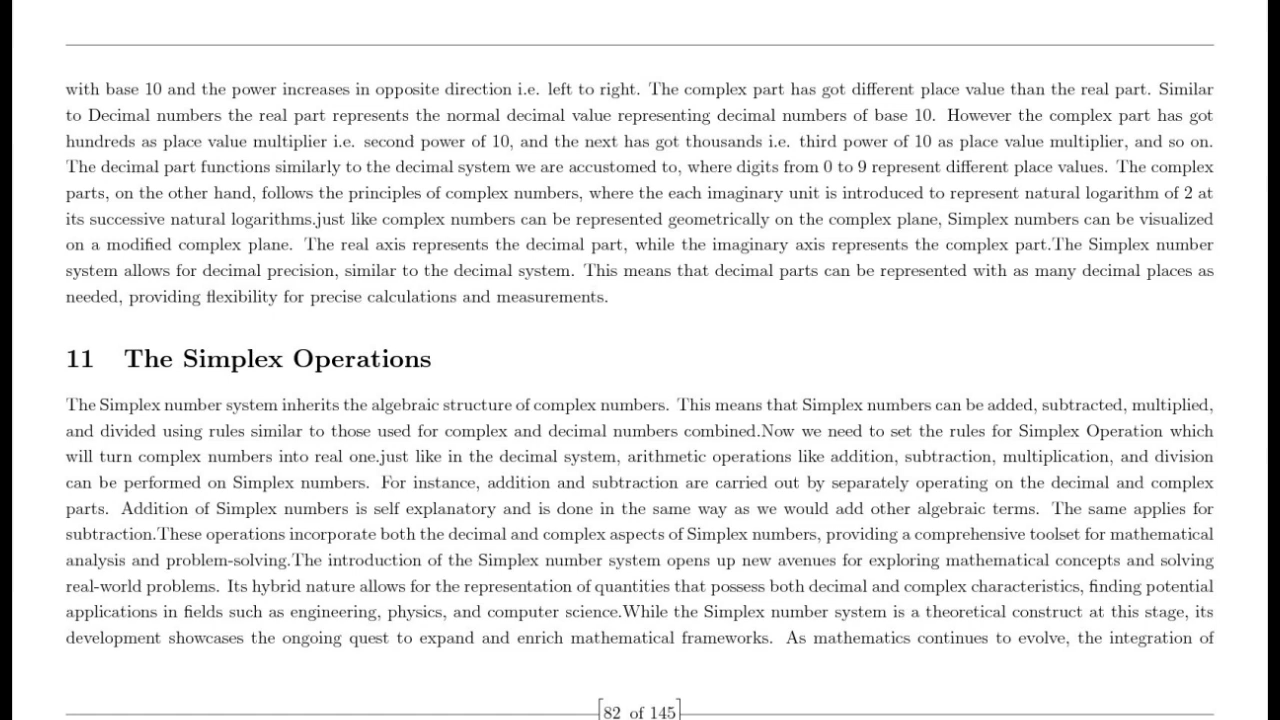 with base 10 and the power increases in opposite direction i.e. left to right. The complex part has got different place value than the real part. Similar
to Decimal numbers the real part represents the normal decimal value representing decimal numbers of base 10. However the complex part has got
hundreds as place value multiplier i.e. second power of 10, and the next has got thousands i.e. third power of 10 as place value multiplier, and so on.
The decimal part functions similarly to the decimal system we are accustomed to, where digits from 0 to 9 represent different place values. The complex
parts, on the other hand, follows the principles of complex numbers, where the each imaginary unit is introduced to represent natural logarithm of 2 at
its successive natural logarithms.just like complex numbers can be represented geometrically on the complex plane, Simplex numbers can be visualized
on a modified complex plane. The real axis represents the decimal part, while the imaginary axis represents the complex part.The Simplex number
system allows for decimal precision, similar to the decimal system. This means that decimal parts can be represented with as many decimal places as
needed, providing flexibility for precise calculations and measurements.
11 The Simplex Operations
The Simplex number system inherits the algebraic structure of complex numbers. This means that Simplex numbers can be added, subtracted, multiplied,
and divided using rules similar to those used for complex and decimal numbers combined.Now we need to set the rules for Simplex Operation which
will turn complex numbers into real one.just like in the decimal system, arithmetic operations like addition, subtraction, multiplication, and division
can be performed on Simplex numbers. For instance, addition and subtraction are carried out by separately operating on the decimal and complex
parts. Addition of Simplex numbers is self explanatory and is done in the same way as we would add other algebraic terms. The same applies for
subtraction.These operations incorporate both the decimal and complex aspects of Simplex numbers, providing a comprehensive toolset for mathematical
analysis and problem-solving.The introduction of the Simplex number system opens up new avenues for exploring mathematical concepts and solving
real-world problems. Its hybrid nature allows for the representation of quantities that possess both decimal and complex characteristics, finding potential
applications in fields such as engineering, physics, and computer science.While the Simplex number system is a theoretical construct at this stage, its
development showcases the ongoing quest to expand and enrich mathematical frameworks. As mathematics continues to evolve, the integration of
[82 of 145]